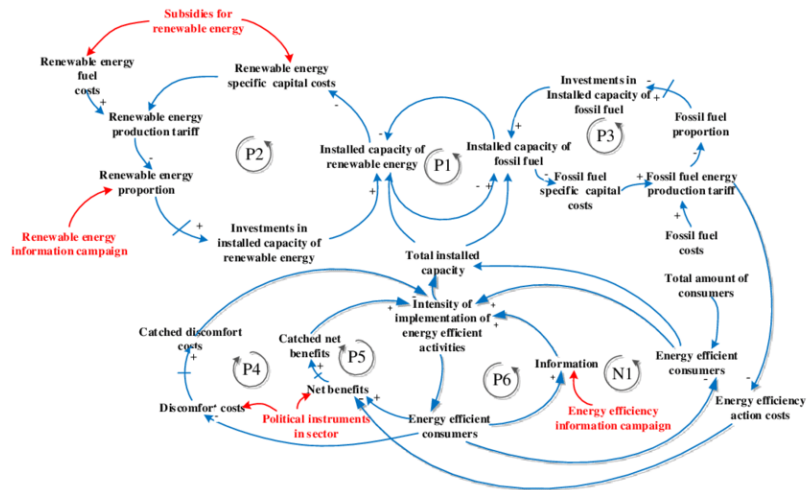 Subsidies for
renewable energy
Renewable energy
fuel
costs
Renewable energy
specific capital costs
Investments in
Installed capacity of
fossil fuel
P3
Fossil fuel
proportion
Renewable energy
production tariff
P2
Installed capacity of
renewable energy
P1
Installed capacity of
fossil fuel
Renewable energy
proportion
Fossil fuel
specific capital
costs
Fossil fuel energy
production tariff
Renewable energy
information campaign
Investments in
installed capacity of
renewable energy
Fossil fuel
costs
Total installed
capacity
Total amount of
consumers
Intensity of
implementation of
energy efficient
activities
Catched discomfort
costs
Catched net
benefits
P4
P5
P6
Information
N1
Energy efficient
consumers
Net benefits
Discomfort costs
Political instruments
in sector
Energy efficient
consumers
Energy efficiency
information campaign
Energy efficiency
action costs